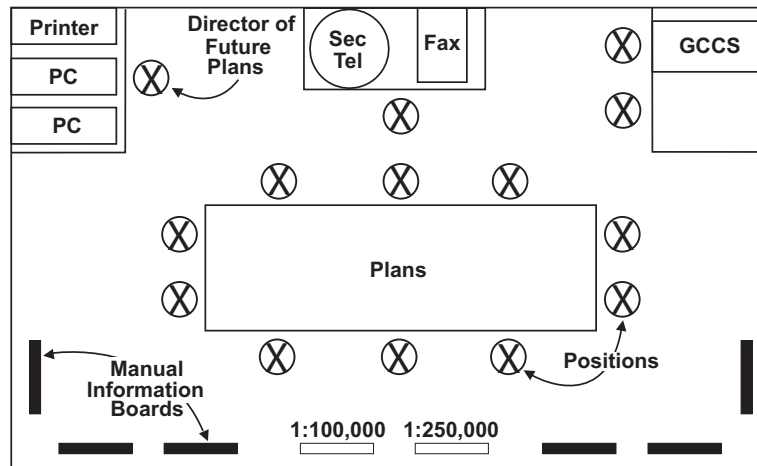 Printer
PC
PC
Director of
Future
Plans
Sec
Tel
Fax
GCCS
Plans
Positions
Manual
Information
Boards
1:100,000
1:250,000